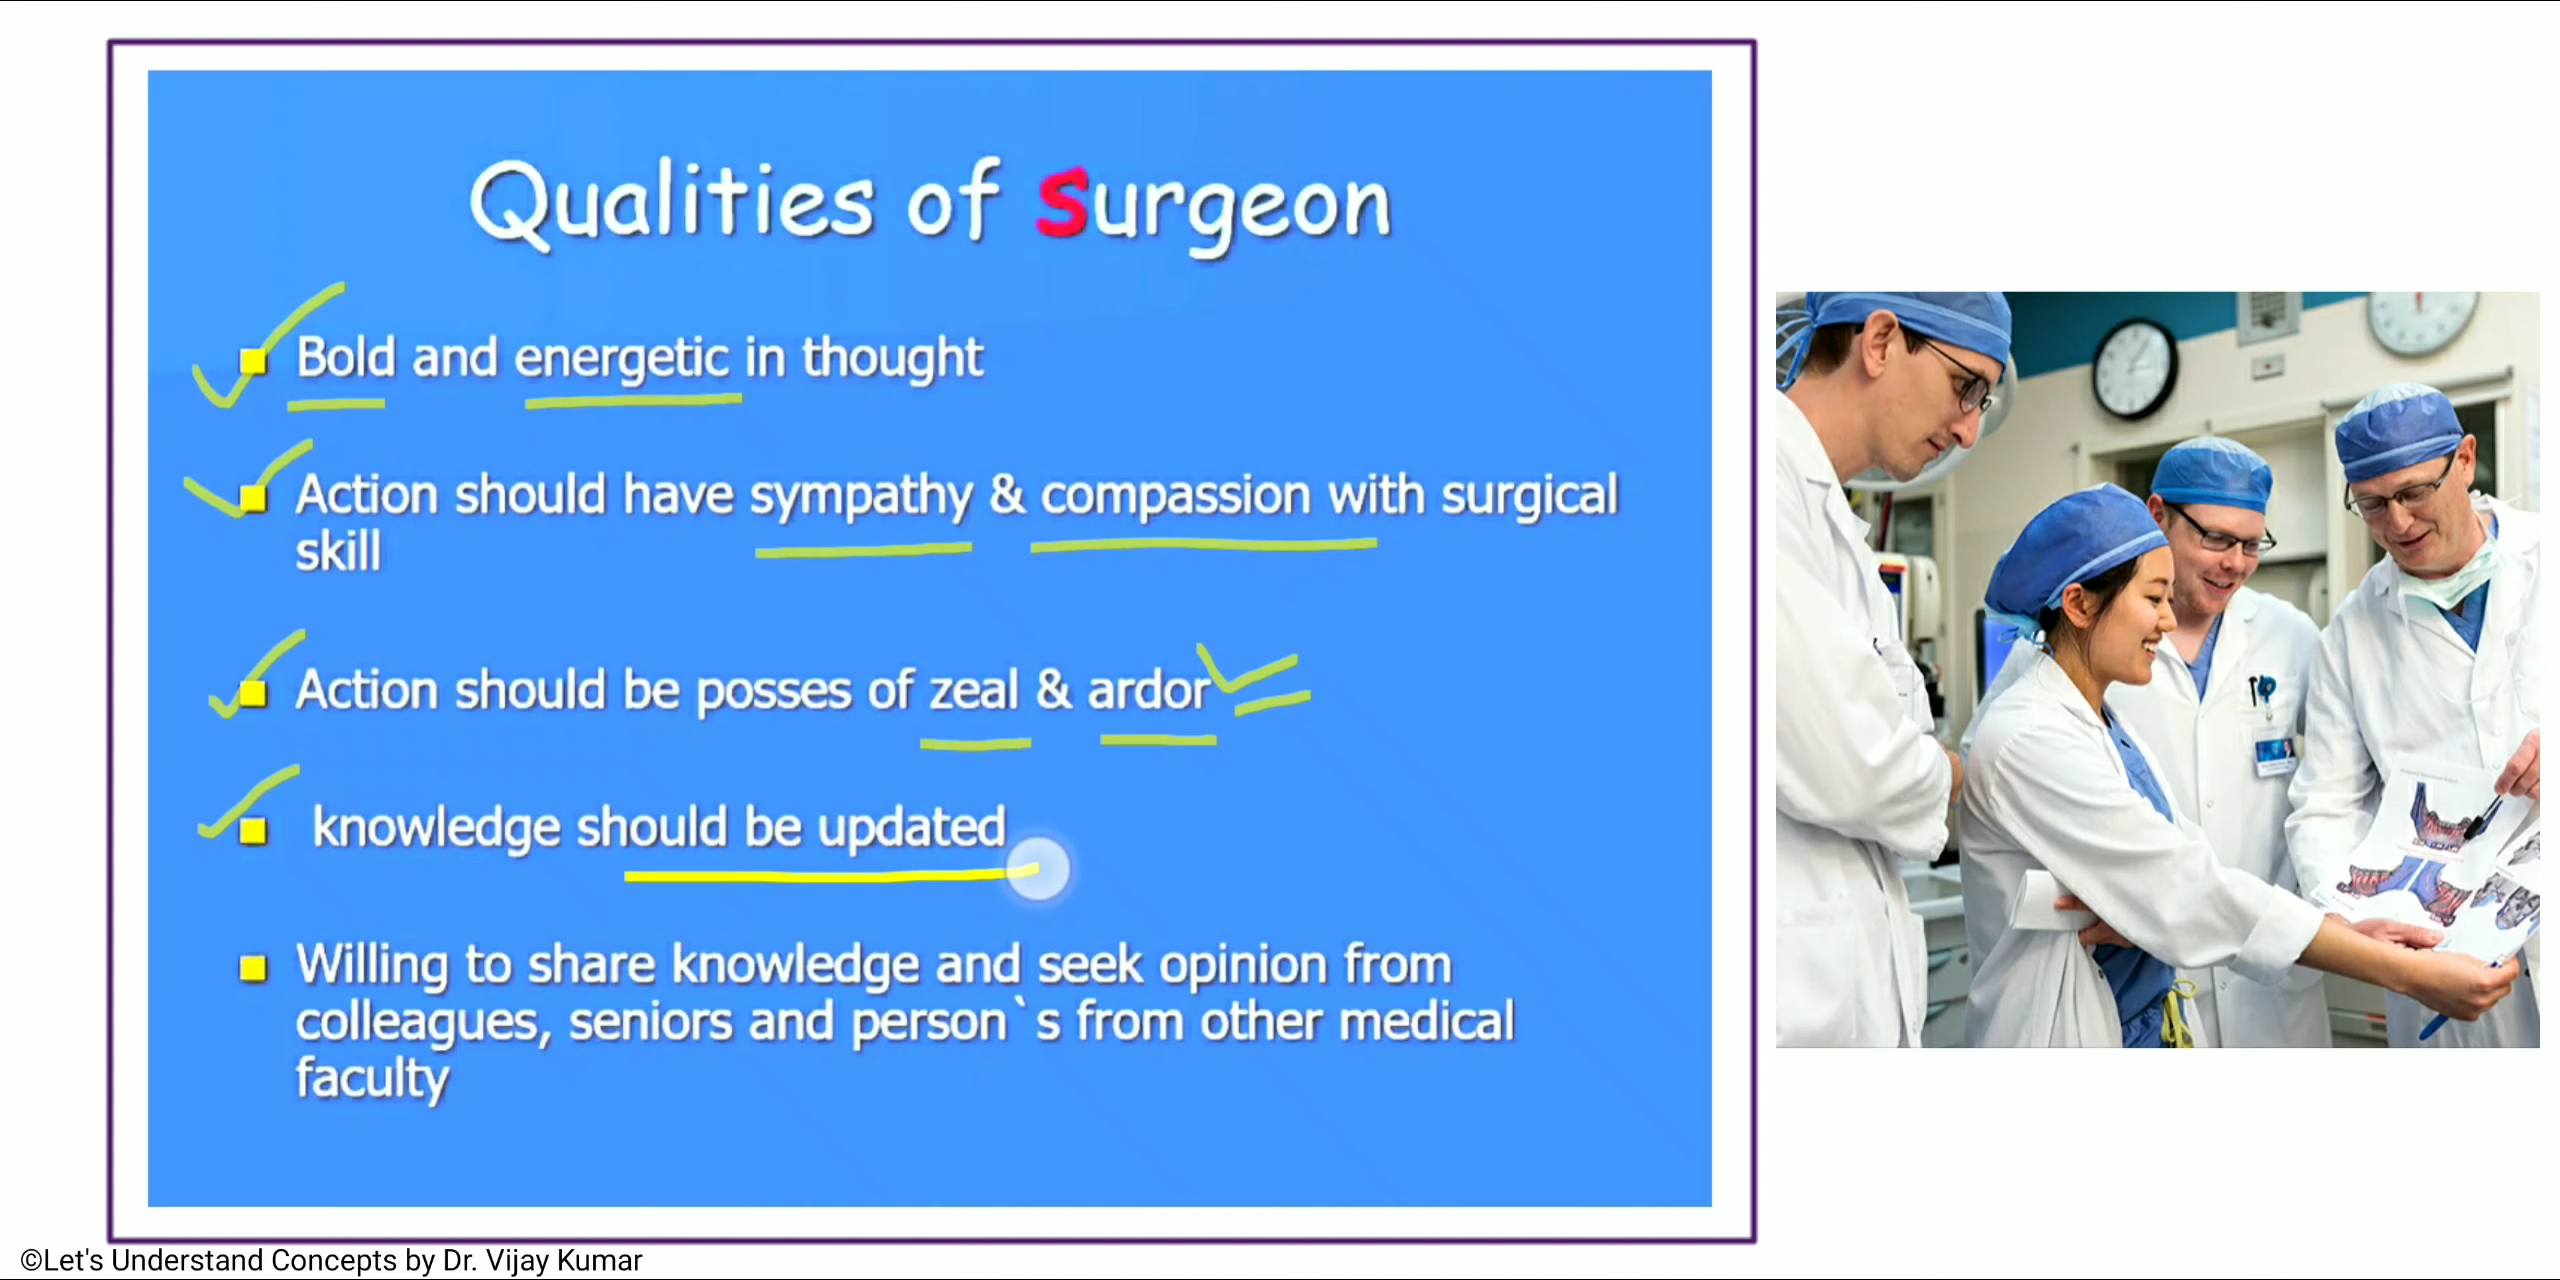 Qualities of surgeon
Bold and energetic in thought
Action should have sympathy & compassion with surgical
skill
Action should be posses of zeal & ardor
knowledge should be updated
Willing to share knowledge and seek opinion from
colleagues, seniors and person`s from other medical
faculty
©Let's Understand Concepts by Dr. Vijay Kumar